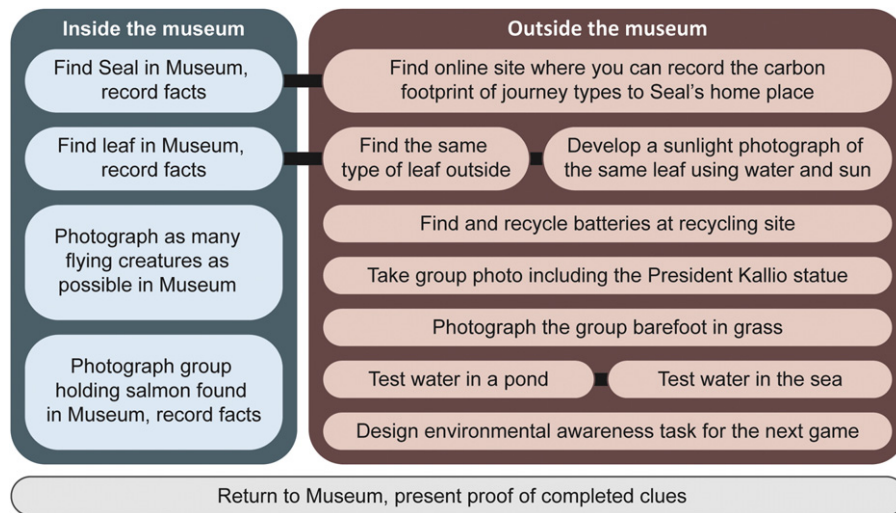 Inside the museum
Find Seal in Museum,
record facts
Find leaf in Museum,
record facts
Photograph as many
flying creatures as
possible in Museum
Photograph group
holding salmon found
in Museum, record facts
Outside the museum
Find online site where you can record the carbon
footprint of journey types to Seal's home place
Find the same
type of leaf outside
Develop a sunlight photograph of
the same leaf using water and sun
Find and recycle batteries at recycling site
Take group photo including the President Kallio statue
Photograph the group barefoot in grass
Test water in a pond
Test water in the sea
Design environmental awareness task for the next game
Return to Museum, present proof of completed clues